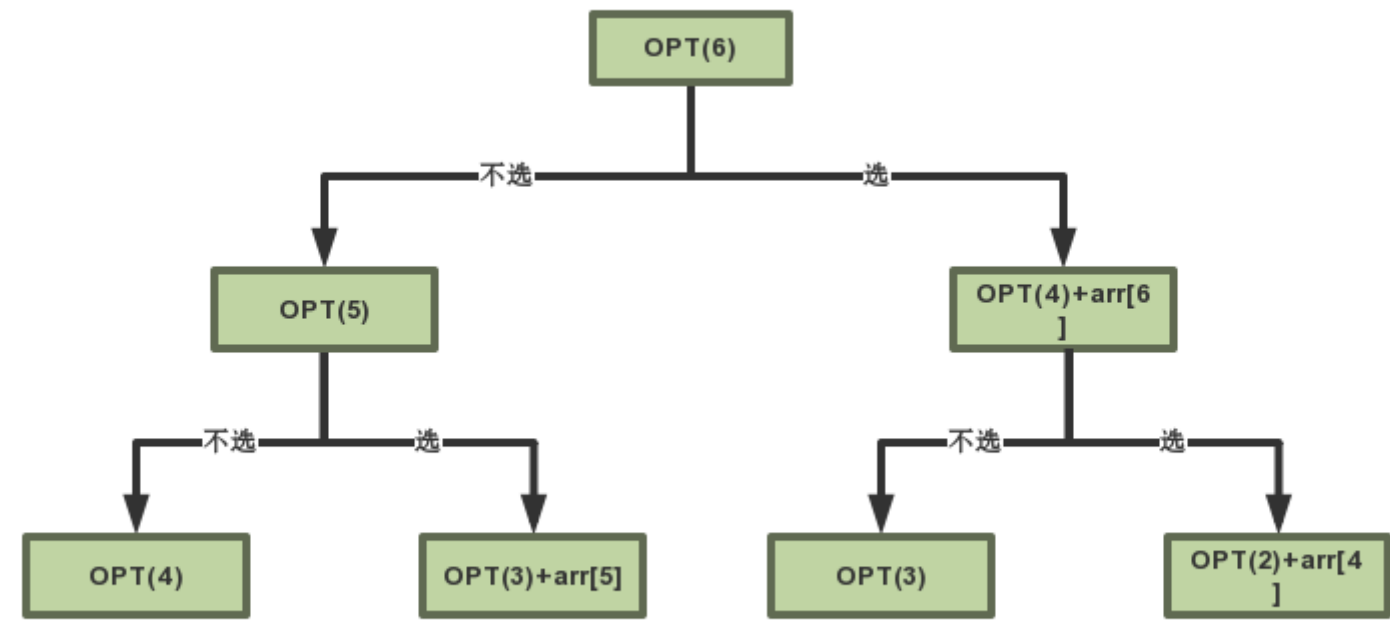 OPT(6)
不选
选
OPT(5)
OPT(4)+arr[6
]
不选
选
不选
选
OPT(4)
OPT(3)+arr[5]
OPT(3)
OPT(2)+arr[4
]